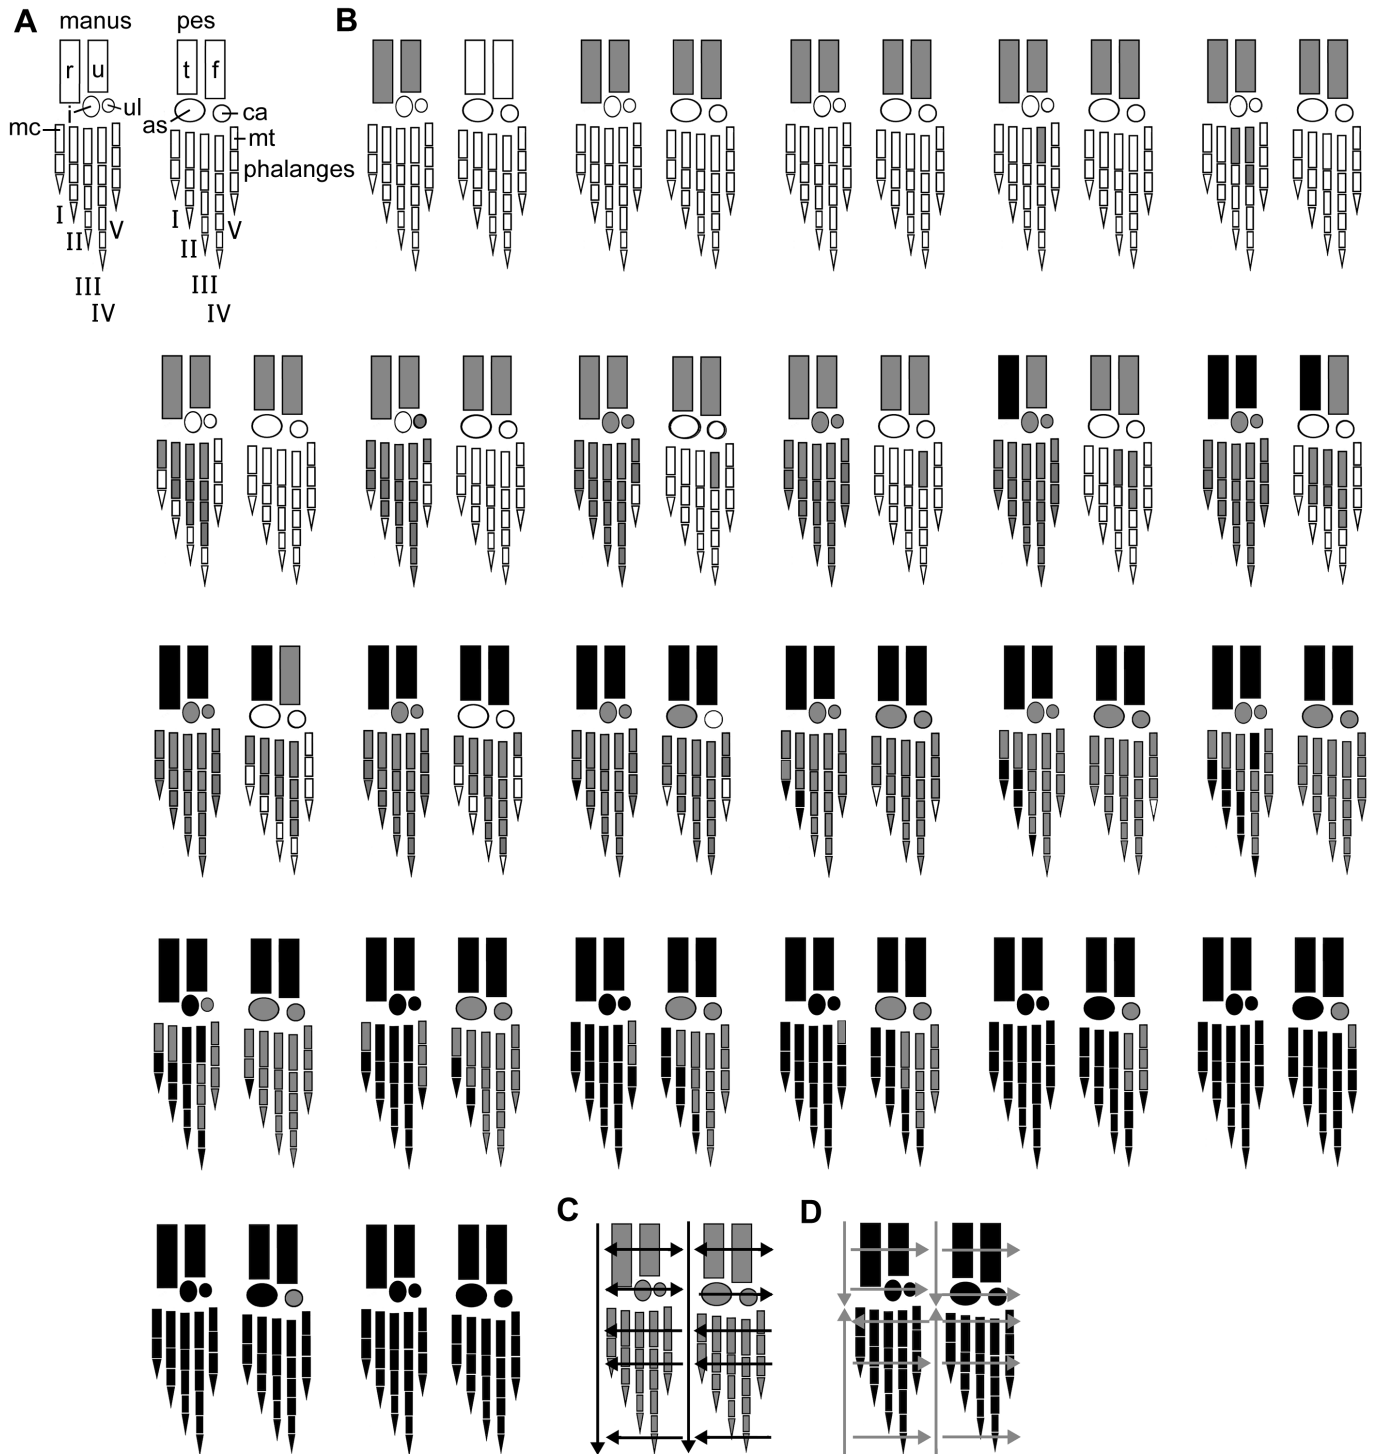 A manus pes B
r u t f
i ul as ca
mc mt
phalanges
I II III IV V
I II III IV V
C D